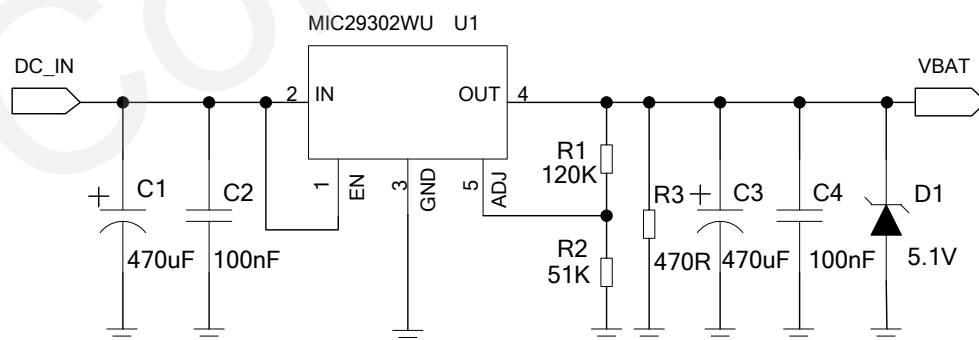 MIC29302WU U1
DC_IN
VBAT
2 IN
OUT 4
1
EN
3
GND
5
ADJ
R1
120K
R2
51K
R3
470R
+ C1
470uF
C2
100nF
+ C3
470uF
C4
100nF
D1
5.1V